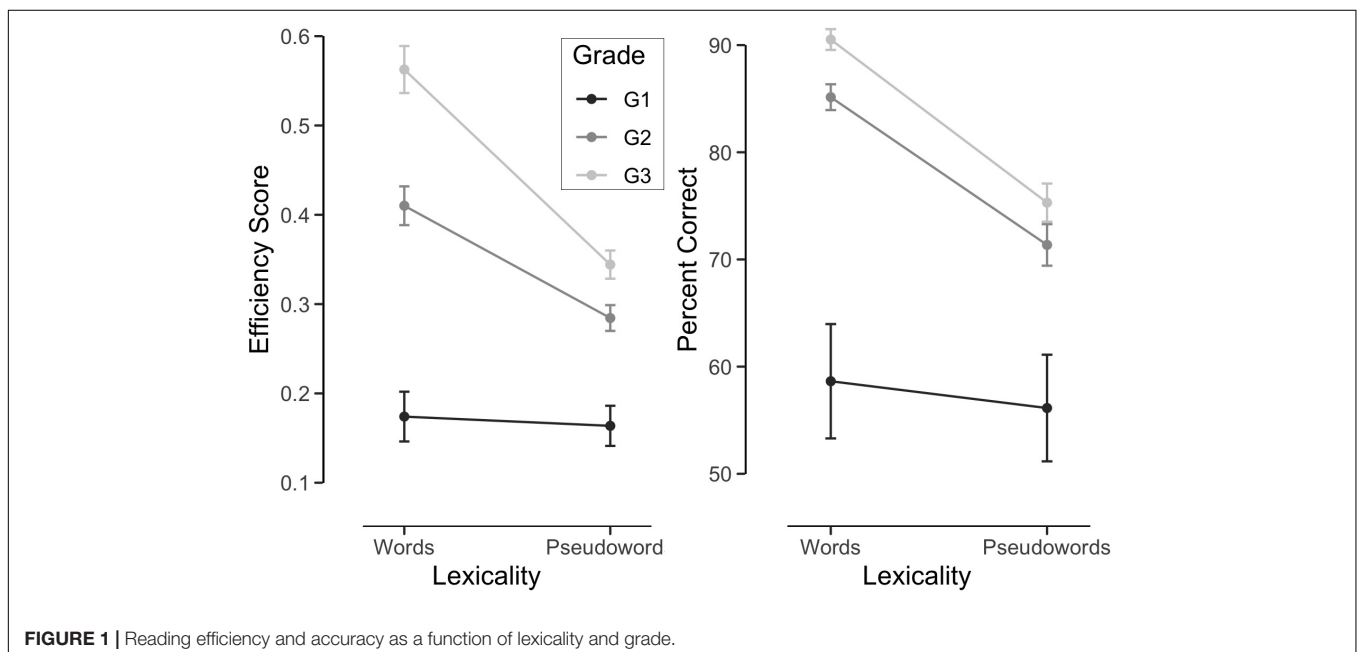 0.6
0.5
0.4
0.3
0.2
0.1
Efficiency Score
Words
Pseudoword
Lexicality
Grade
G1
G2
G3
90
80
70
60
50
Percent Correct
Words
Pseudowords
Lexicality
FIGURE 1 | Reading efficiency and accuracy as a function of lexicality and grade.